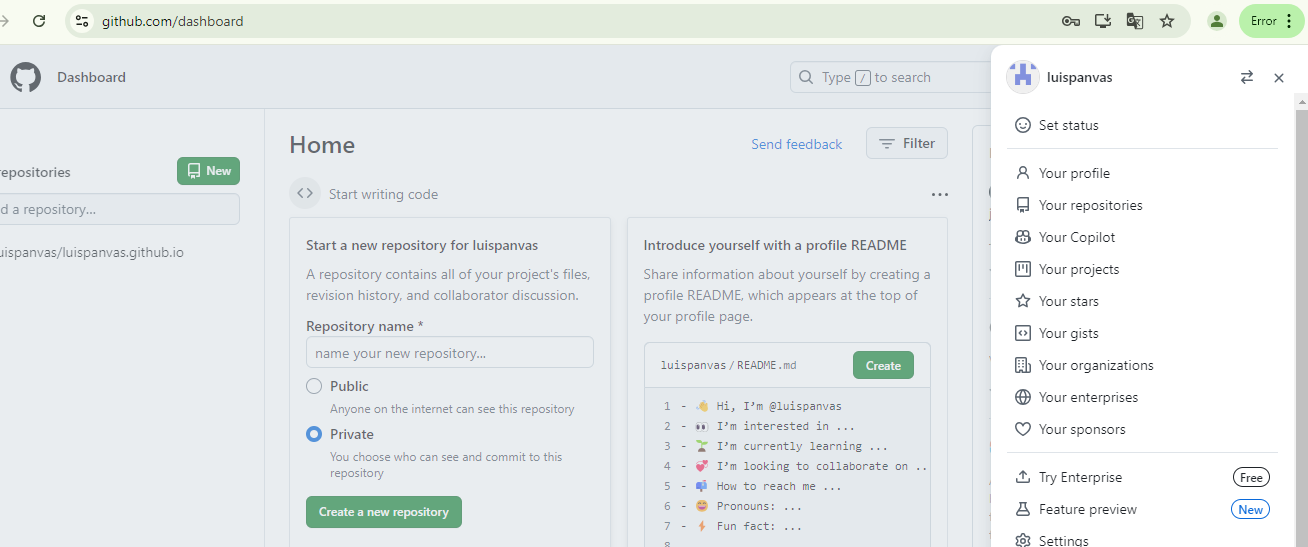 github.com/dashboard
Error
Dashboard
Type / to search
luispanvas
Set status
repositories
New
Home
Send feedback
Filter
a repository...
Start writing code
/luispanvas.github.io
Start a new repository for luispanvas
A repository contains all of your project's files,
revision history, and collaborator discussion.
Repository name *
name your new repository...
Public
Anyone on the internet can see this repository
Private
You choose who can see and commit to this
repository
Create a new repository
Introduce yourself with a profile README
Share information about yourself by creating a
profile README, which appears at the top of
your profile page.
luispanvas / README.md
Create
1 - 👋 Hi, I'm @luispanvas
2 - 👀 I'm interested in ...
3 - 🌱 I'm currently learning ...
4 - 💞️ I'm looking to collaborate on ..
5 - 📫 How to reach me ...
6 - 😄 Pronouns: ...
7 - ⚡ Fun fact: ...
8
Your profile
Your repositories
Your Copilot
Your projects
Your stars
Your gists
Your organizations
Your enterprises
Your sponsors
Try Enterprise
Free
Feature preview
New
Settings